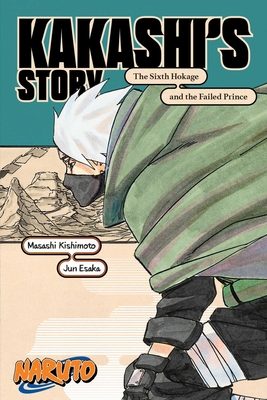 KAKASHI'S
STORY
The Sixth Hokage
and the Failed Prince
Masashi Kishimoto
Jun Esaka
NARUTO